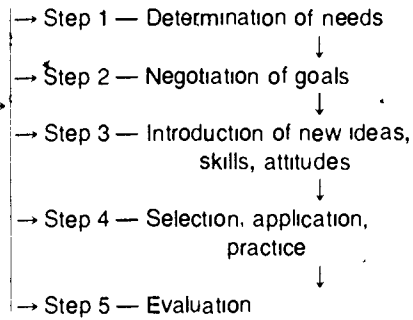 → Step 1 — Determination of needs
↓
→ Step 2 — Negotiation of goals
↓
→ Step 3 — Introduction of new ideas,
skills, attitudes
↓
→ Step 4 — Selection, application,
practice
↓
→ Step 5 — Evaluation